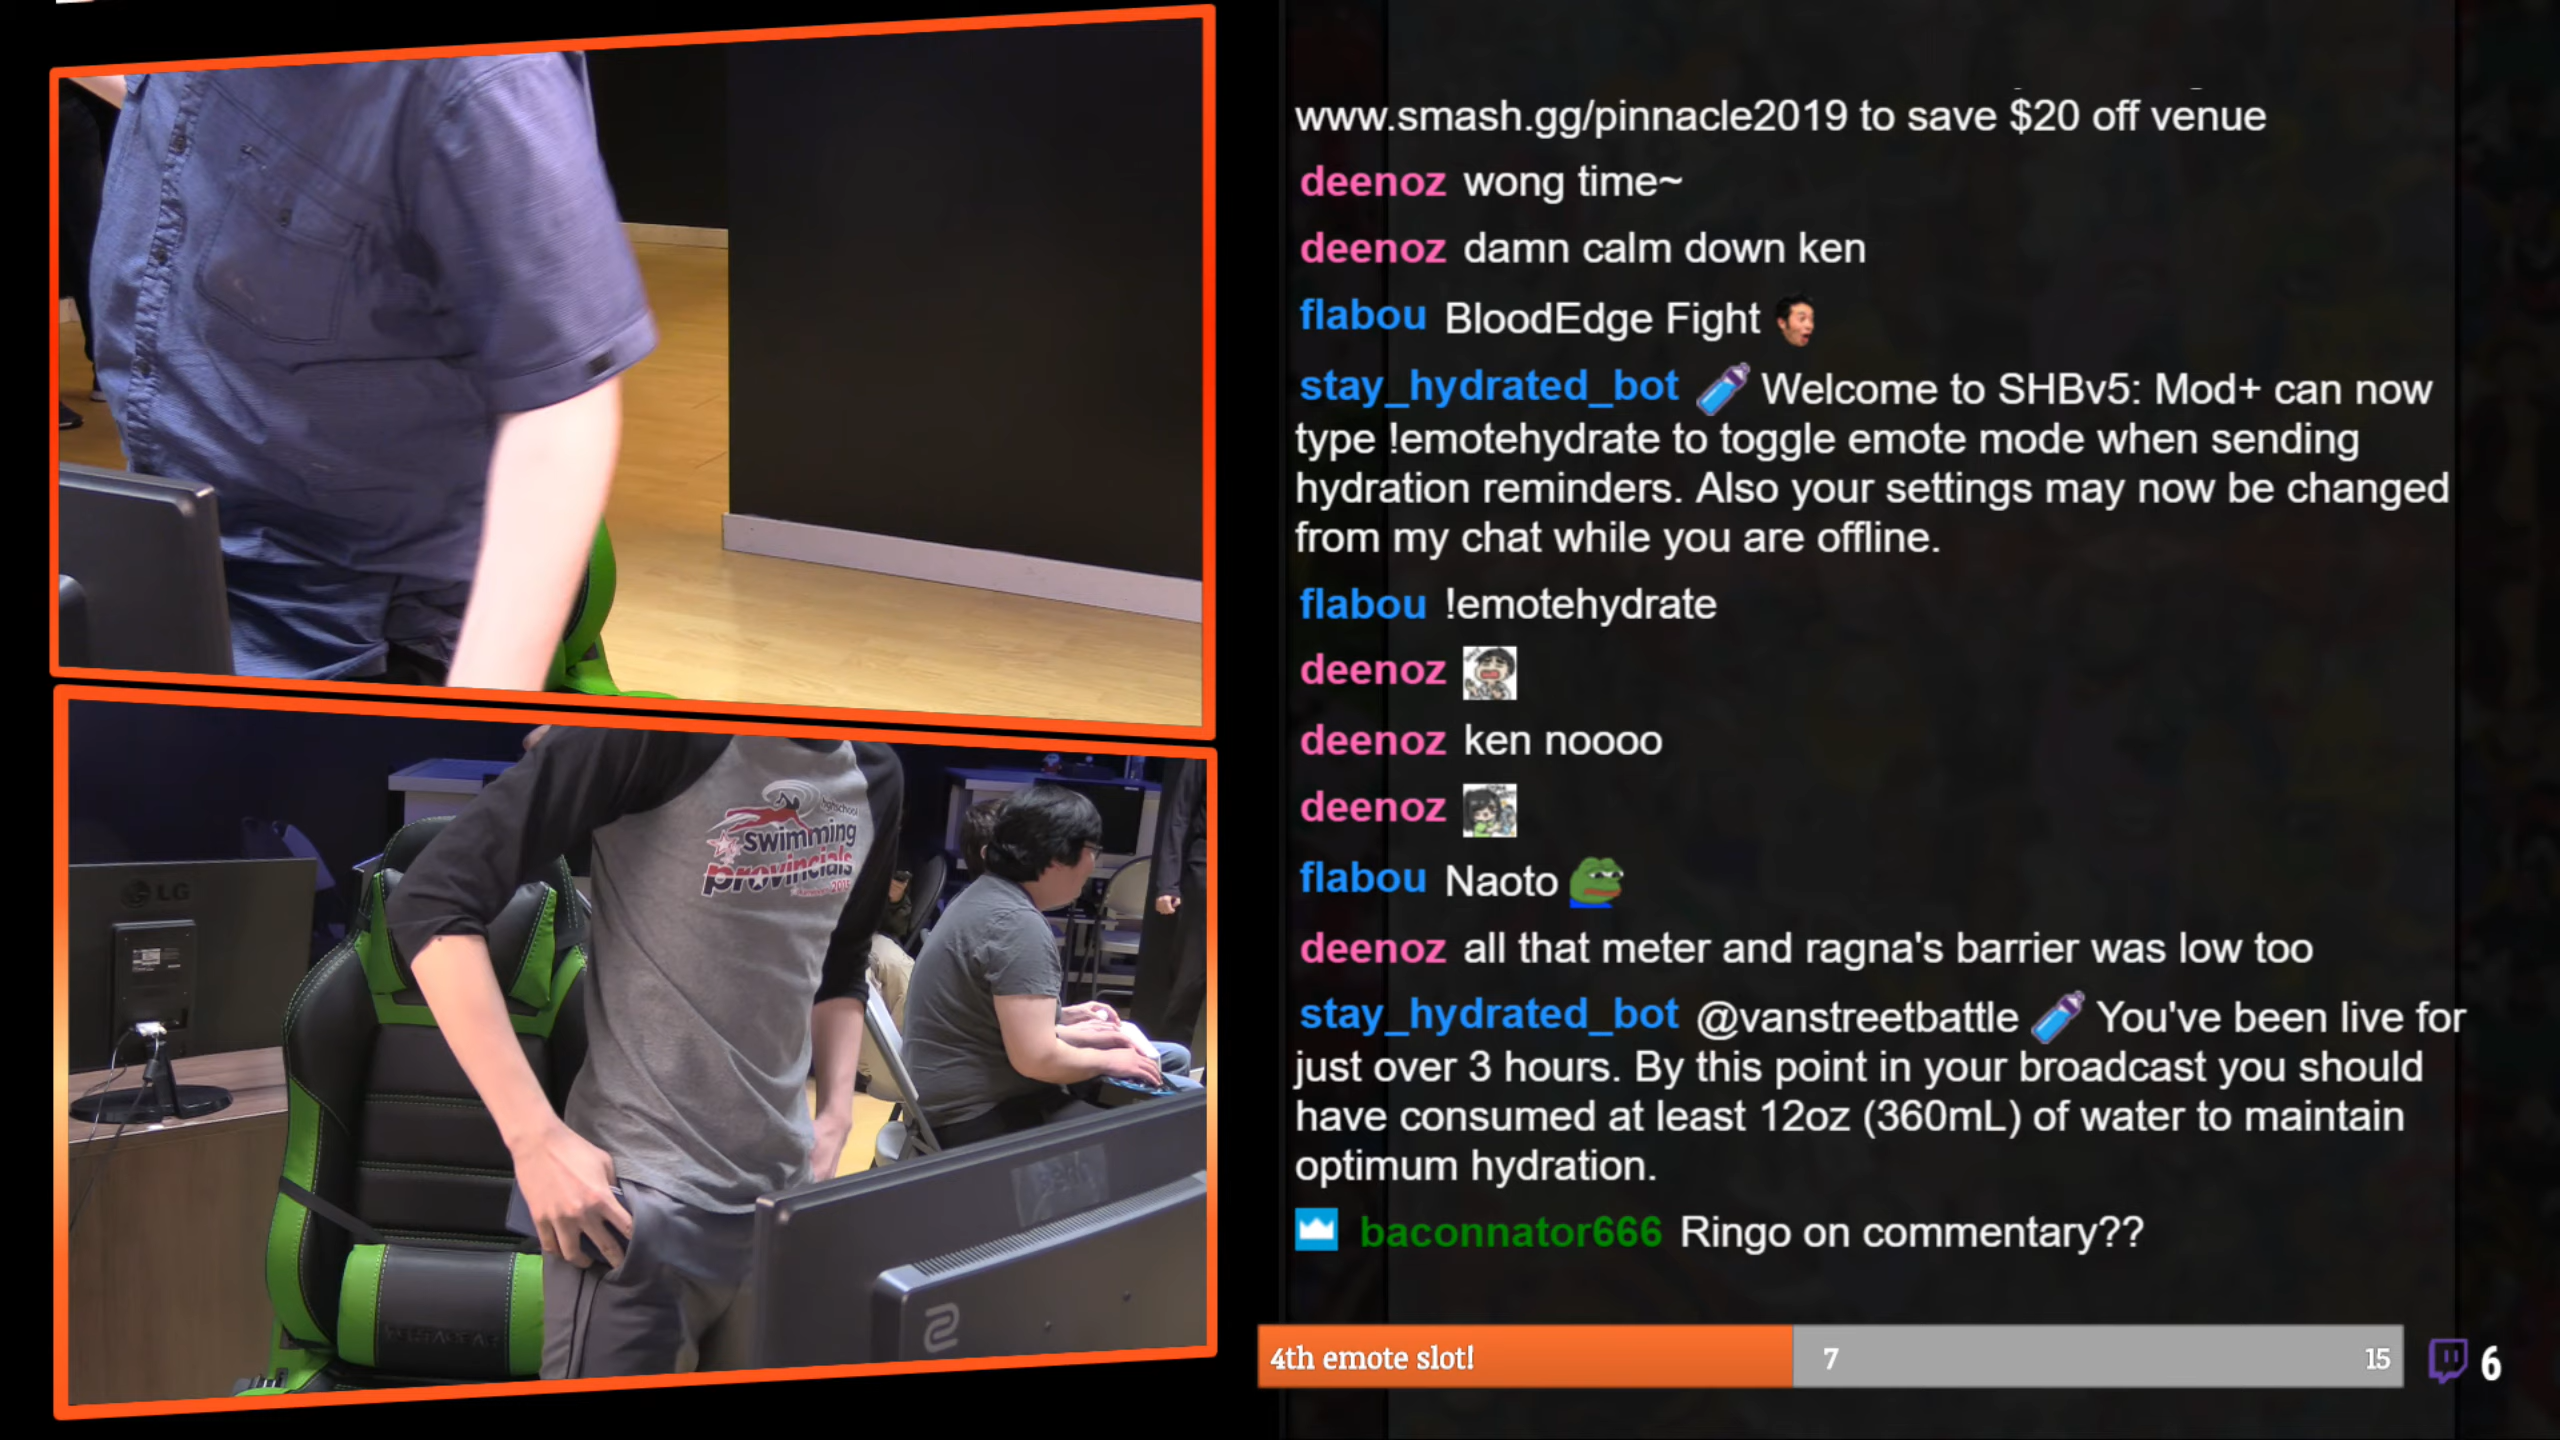 www.smash.gg/pinnacle2019 to save $20 off venue
deenoz wong time~
deenoz damn calm down ken
flabou BloodEdge Fight
stay_hydrated_bot Welcome to SHBv5: Mod+ can now
type !emotehydrate to toggle emote mode when sending
hydration reminders. Also your settings may now be changed
from my chat while you are offline.
flabou !emotehydrate
deenoz
deenoz ken noooo
deenoz
flabou Naoto
deenoz all that meter and ragna's barrier was low too
stay_hydrated_bot @vanstreetbattle You've been live for
just over 3 hours. By this point in your broadcast you should
have consumed at least 12oz (360mL) of water to maintain
optimum hydration.
baconnator666 Ringo on commentary??
4th emote slot! 7 15
6
highschool
swimming
provincials
2015
LG